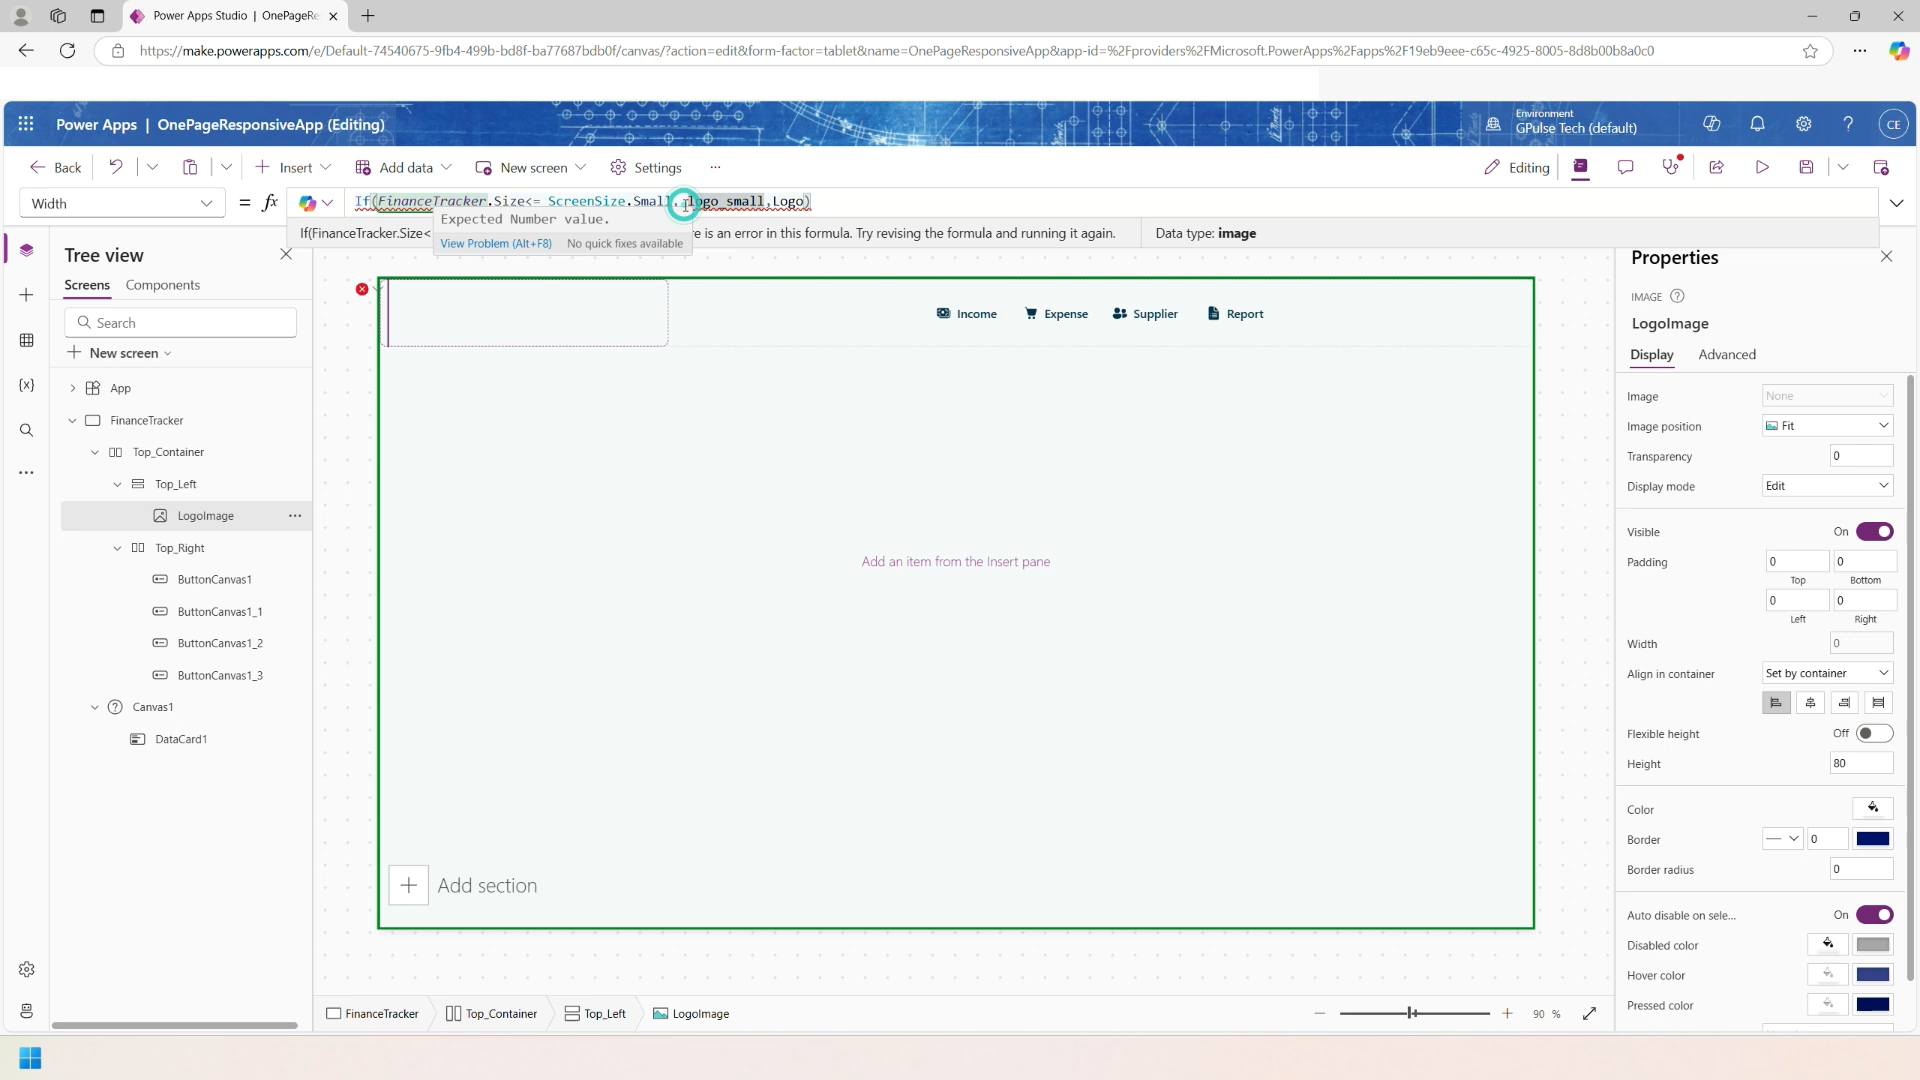 Power Apps Studio | OnePageRe
https://make.powerapps.com/e/Default-74540675-9fb4-499b-bd8f-ba77687bdb0f/canvas/?action=edit&form-factor=tablet&name=OnePageResponsiveApp&app-id=%2Fproviders%2FMicrosoft.PowerApps%2Fapps%2F19eb9eee-c65c-4925-8005-8d8b00b8a0c0
Power Apps | OnePageResponsiveApp (Editing)
Environment
GPulse Tech (default)
CE
Back
Insert
Add data
New screen
Settings
Editing
Width
= fx
If(FinanceTracker.Size<= ScreenSize.Small, logo_small,Logo)
Expected Number value.
If(FinanceTracker.Size<
View Problem (Alt+F8) No quick fixes available
e is an error in this formula. Try revising the formula and running it again.
Data type: image
Tree view
Screens Components
Search
New screen
App
FinanceTracker
Top_Container
Top_Left
LogoImage
Top_Right
ButtonCanvas1
ButtonCanvas1_1
ButtonCanvas1_2
ButtonCanvas1_3
Canvas1
DataCard1
Income
Expense
Supplier
Report
Add an item from the Insert pane
Add section
FinanceTracker
Top_Container
Top_Left
LogoImage
90 %
Properties
IMAGE
LogoImage
Display Advanced
Image None
Image position Fit
Transparency 0
Display mode Edit
Visible On
Padding 0 0
Top Bottom
0 0
Left Right
Width 0
Align in container Set by container
Flexible height Off
Height 80
Color
Border 0
Border radius 0
Auto disable on sele... On
Disabled color
Hover color
Pressed color